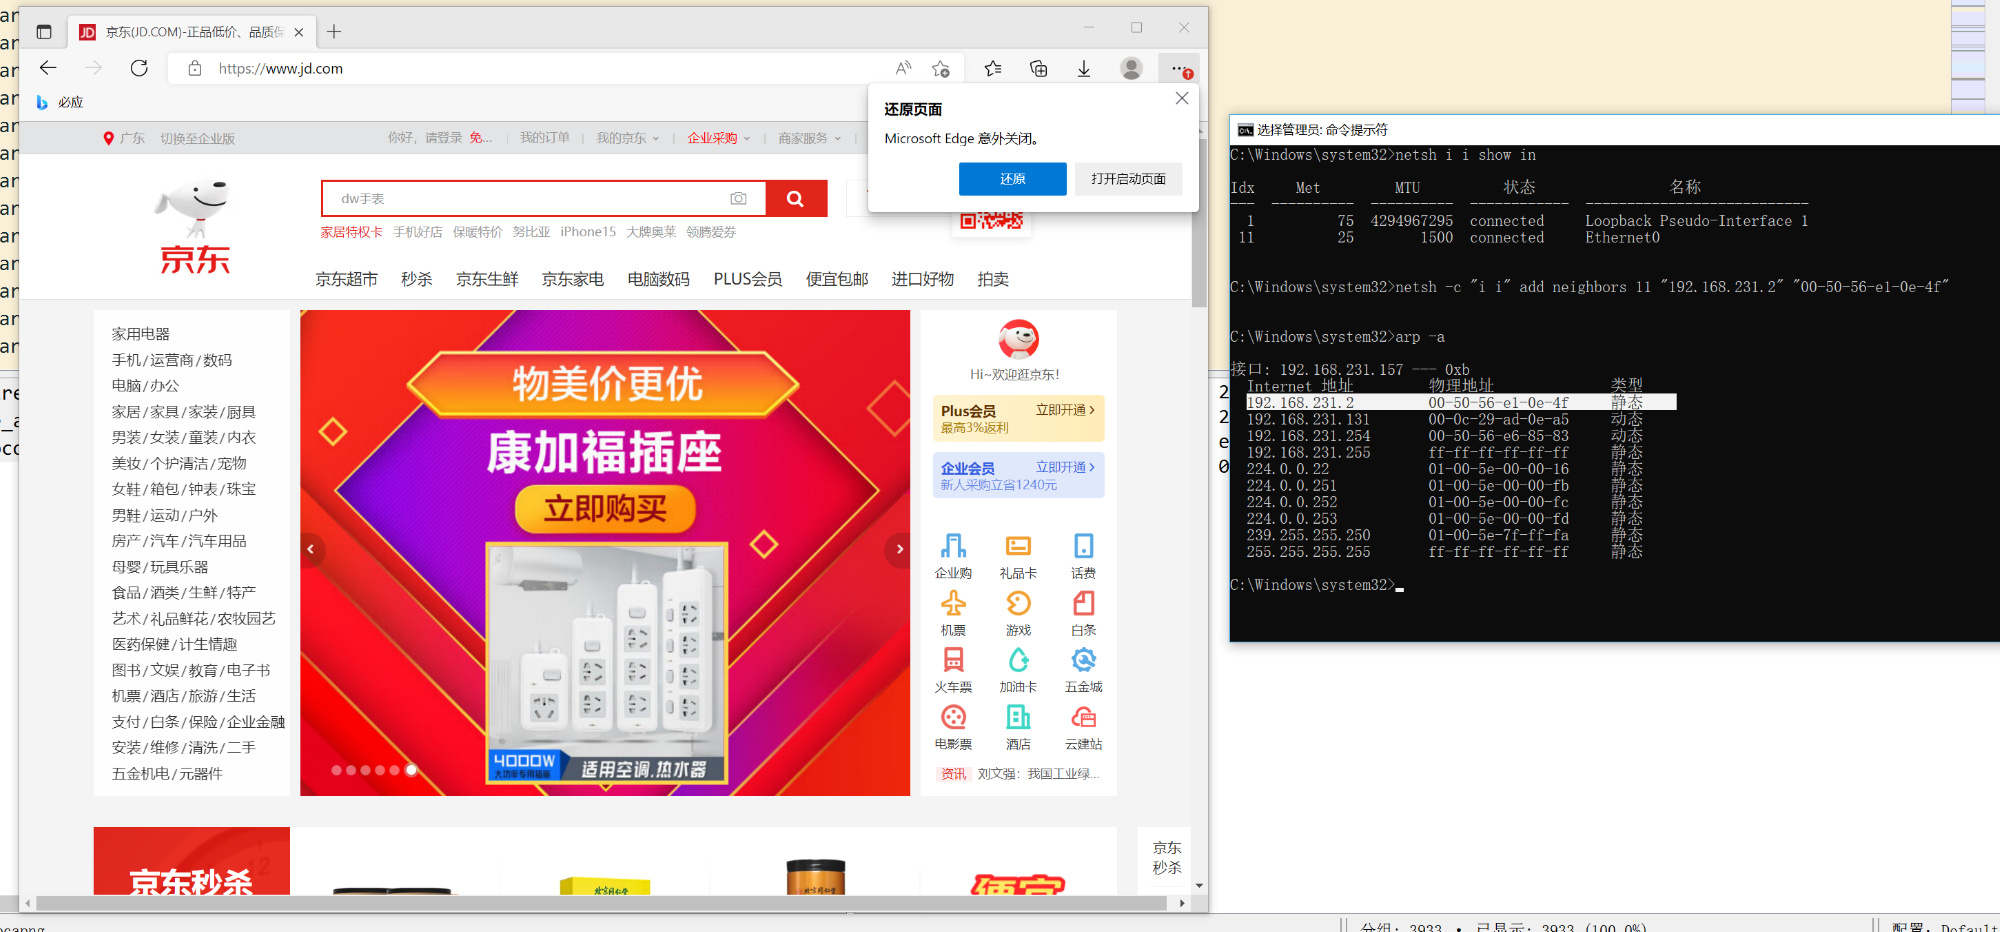 京东(JD.COM)-正品低价、品质保
https://www.jd.com
必应
还原页面
Microsoft Edge 意外关闭。
还原
打开启动页面
广东
切换至企业版
你好，请登录 免...
我的订单
我的京东
企业采购
商家服务
dw手表
家居特权卡 手机好店 保暖特价 努比亚 iPhone15 大牌奥莱 领腾爱券
京东
京东超市 秒杀 京东生鲜 京东家电 电脑数码 PLUS会员 便宜包邮 进口好物 拍卖
家用电器
手机/运营商/数码
电脑/办公
家居/家具/家装/厨具
男装/女装/童装/内衣
美妆/个护清洁/宠物
女鞋/箱包/钟表/珠宝
男鞋/运动/户外
房产/汽车/汽车用品
母婴/玩具乐器
食品/酒类/生鲜/特产
艺术/礼品鲜花/农牧园艺
医药保健/计生情趣
图书/文娱/教育/电子书
机票/酒店/旅游/生活
支付/白条/保险/企业金融
安装/维修/清洗/二手
五金机电/元器件
物美价更优
康加福插座
立即购买
4000W
大功率专用插座
适用空调,热水器
Hi~欢迎逛京东!
Plus会员 立即开通
最高3%返利
企业会员 立即开通
新人采购立省1240元
企业购 礼品卡 话费
机票 游戏 白条
火车票 加油卡 五金城
电影票 酒店 云建站
资讯 刘文强：我国工业绿...
京东秒杀
京东
秒杀
选择管理员: 命令提示符
C:\Windows\system32>netsh i i show in
Idx Met MTU 状态 名称
--- ---------- ---------- ------------ ---------------------------
1 75 4294967295 connected Loopback Pseudo-Interface 1
11 25 1500 connected Ethernet0
C:\Windows\system32>netsh -c "i i" add neighbors 11 "192.168.231.2" "00-50-56-e1-0e-4f"
C:\Windows\system32>arp -a
接口: 192.168.231.157 --- 0xb
Internet 地址 物理地址 类型
192.168.231.2 00-50-56-e1-0e-4f 静态
192.168.231.131 00-0c-29-ad-0e-a5 动态
192.168.231.254 00-50-56-e6-85-83 动态
192.168.231.255 ff-ff-ff-ff-ff-ff 静态
224.0.0.22 01-00-5e-00-00-16 静态
224.0.0.251 01-00-5e-00-00-fb 静态
224.0.0.252 01-00-5e-00-00-fc 静态
224.0.0.253 01-00-5e-00-00-fd 静态
239.255.255.250 01-00-5e-7f-ff-fa 静态
255.255.255.255 ff-ff-ff-ff-ff-ff 静态
C:\Windows\system32>
分组: 3933 · 已显示: 3933 (100.0%)
配置: Default